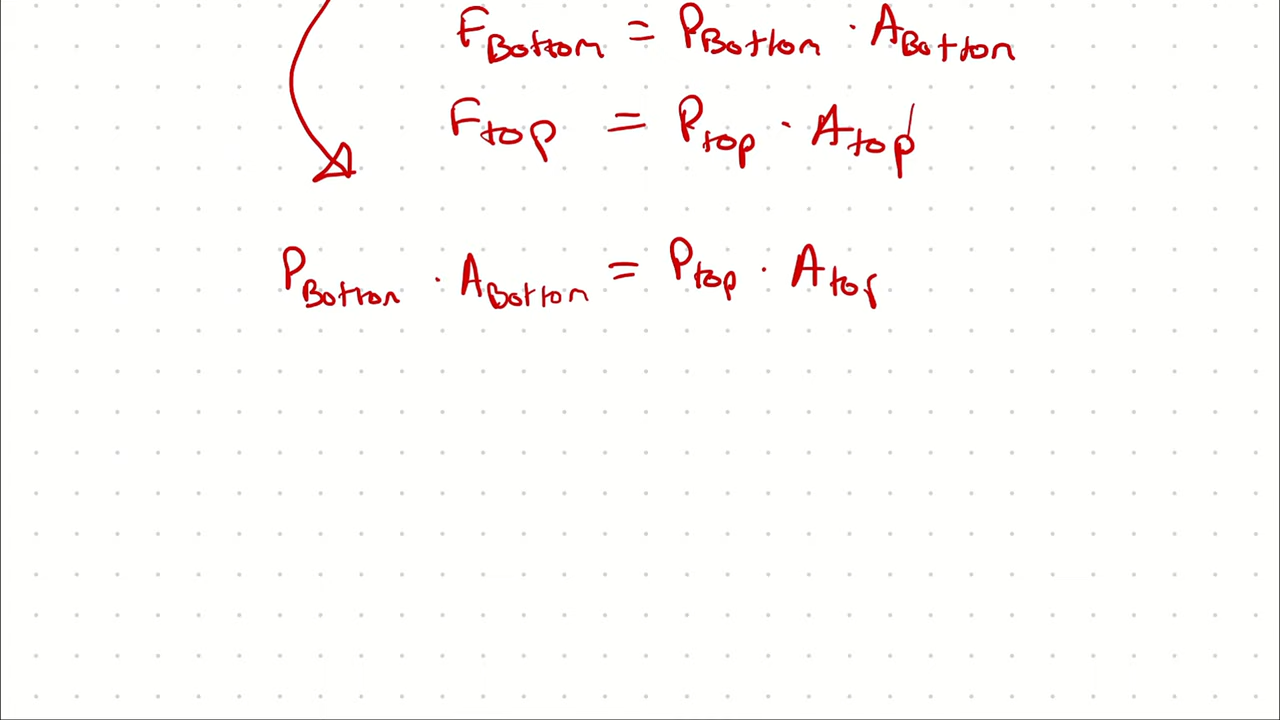 F_Bottom = P_Bottom · A_Bottom
F_top = P_top · A_top
P_Bottom · A_Bottom = P_top · A_top